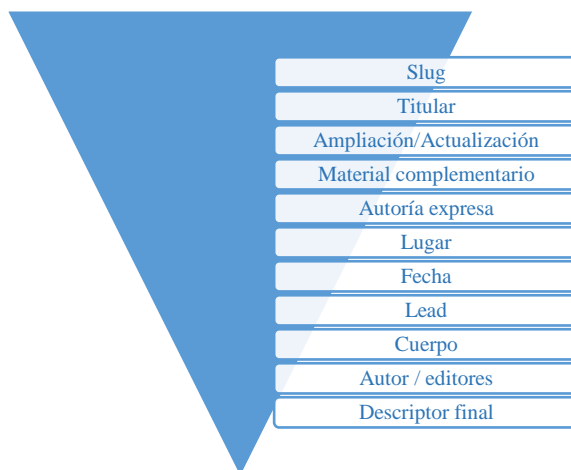 Slug
Titular
Ampliación/Actualización
Material complementario
Autoría expresa
Lugar
Fecha
Lead
Cuerpo
Autor / editores
Descriptor final